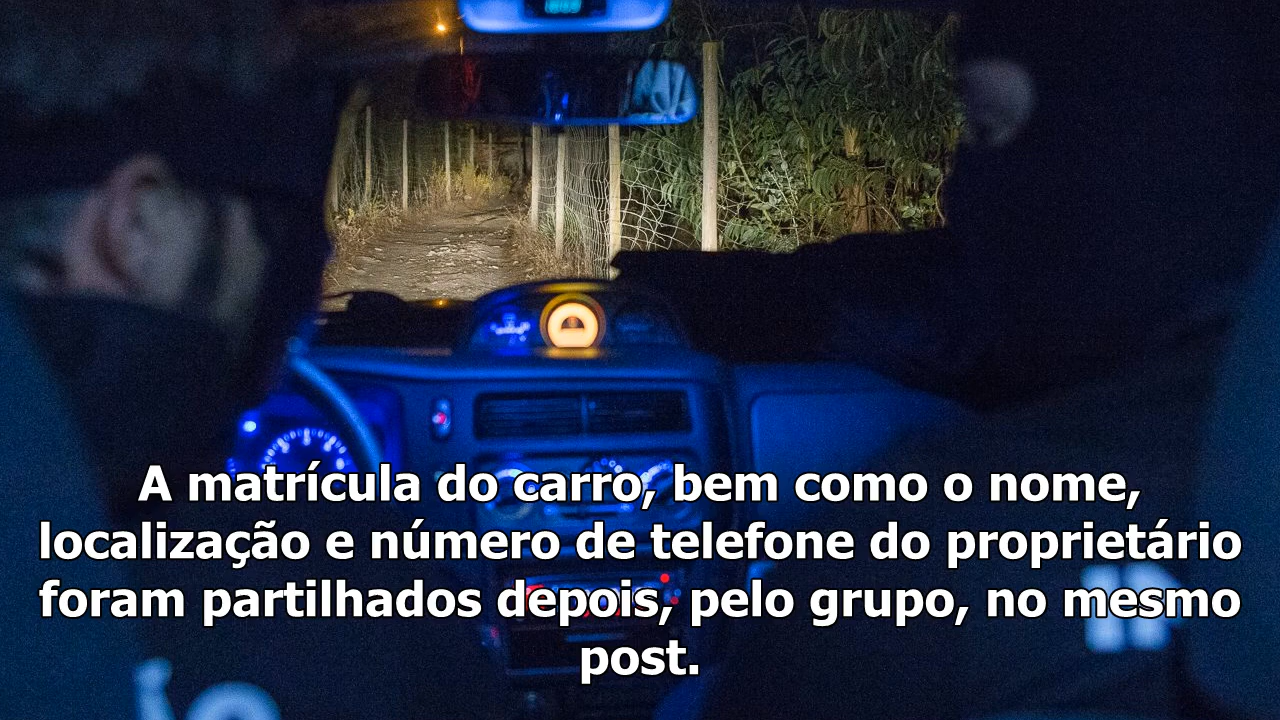 A matrícula do carro, bem como o nome,
localização e número de telefone do proprietário
foram partilhados depois, pelo grupo, no mesmo
post.